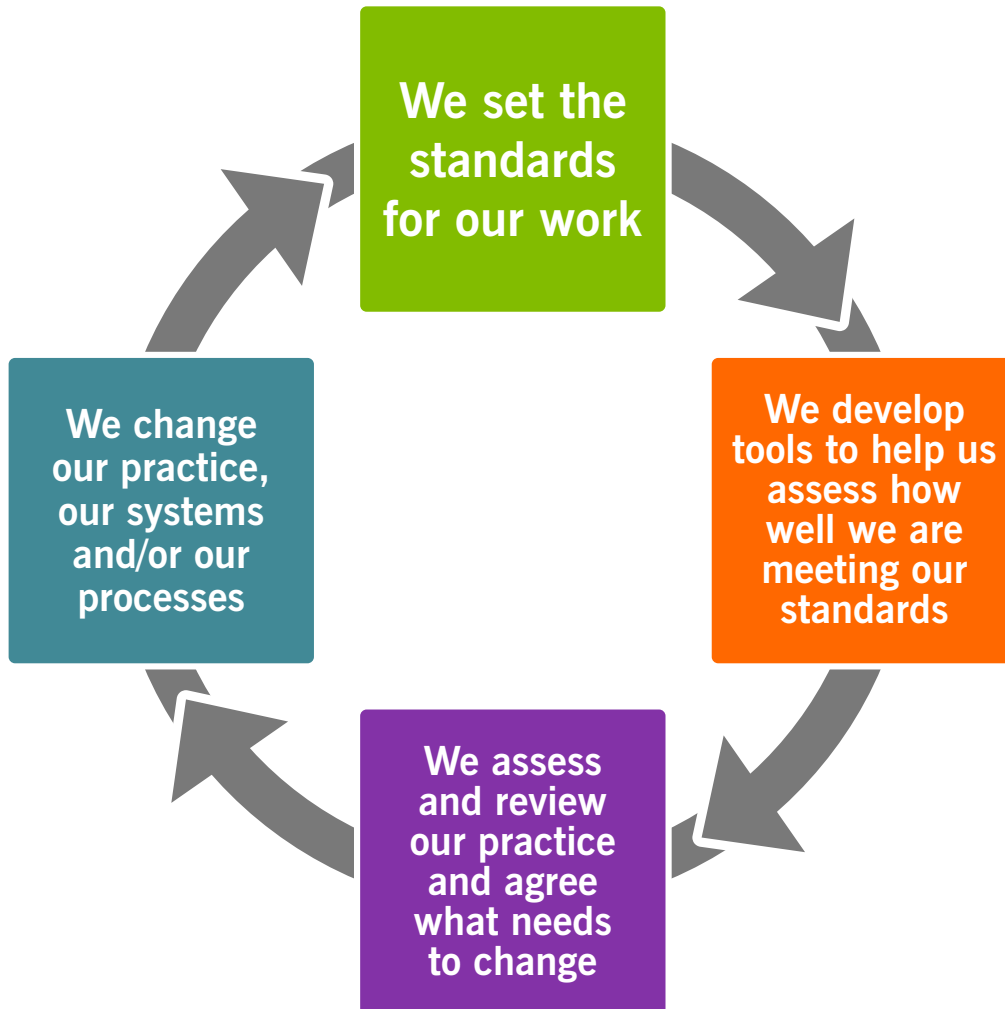 We set the
standards
for our work
We develop
tools to help us
assess how
well we are
meeting our
standards
We assess
and review
our practice
and agree
what needs
to change
We change
our practice,
our systems
and/or our
processes